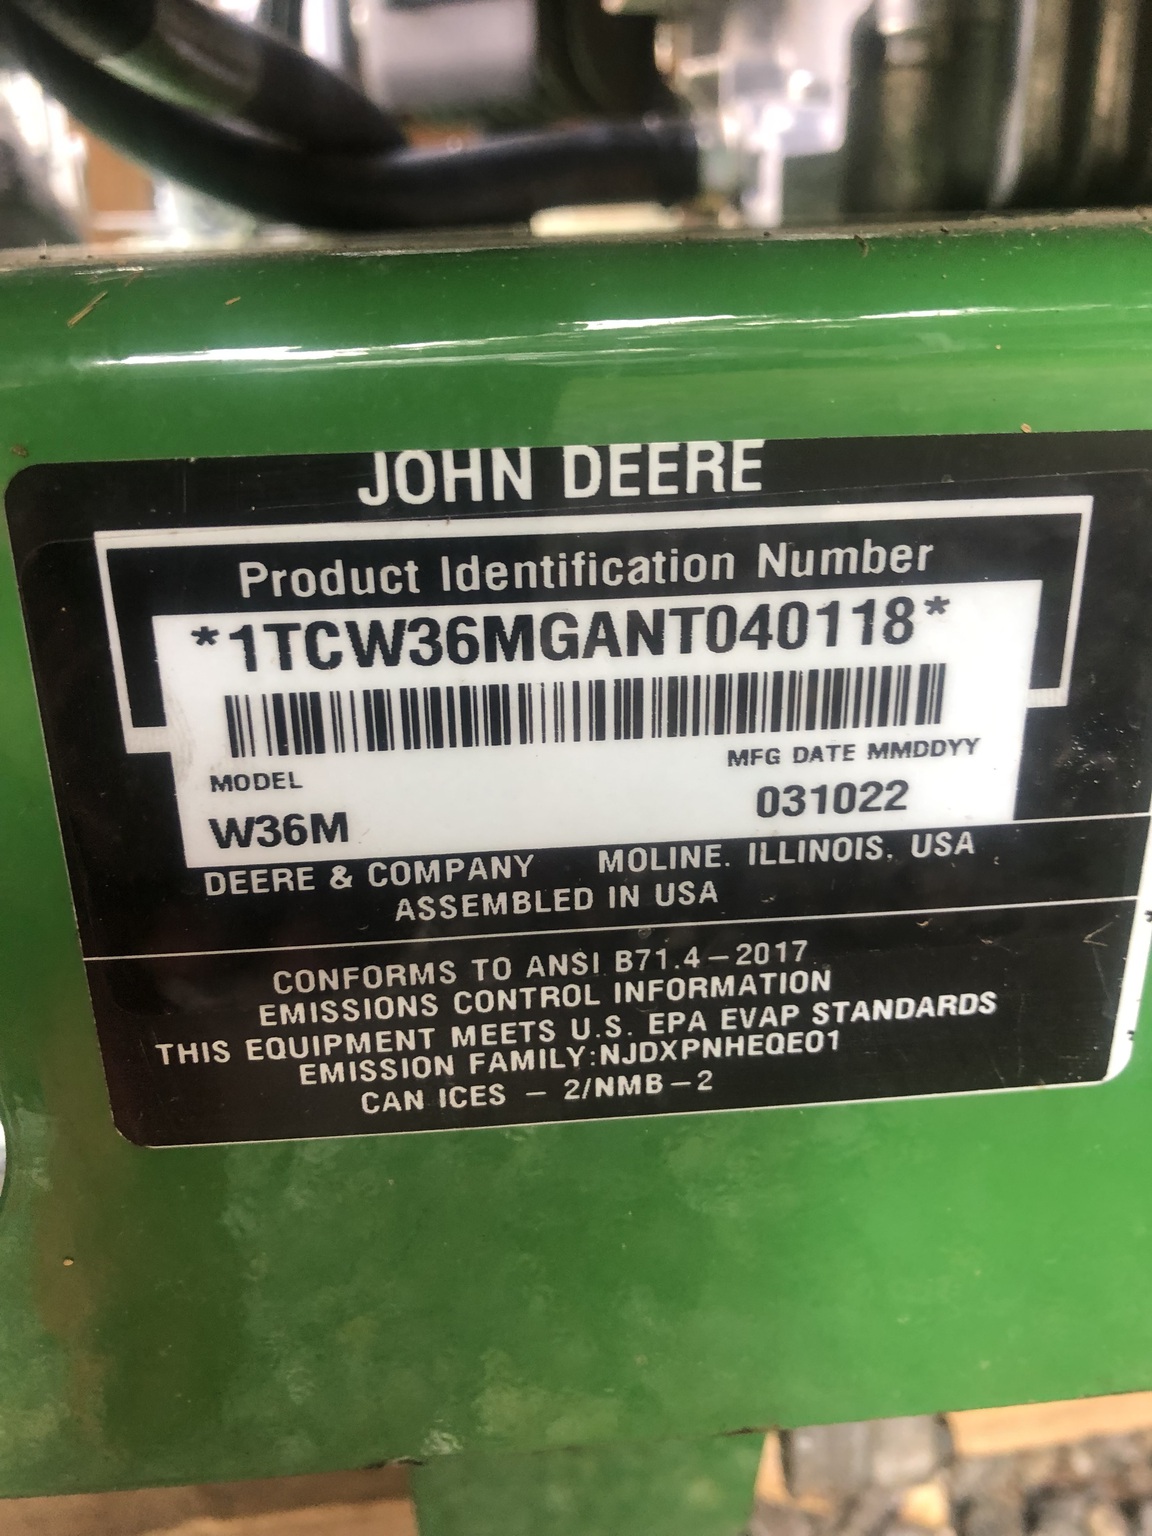 JOHN DEERE
Product Identification Number
*1TCW36MGANT040118*
MODEL
MFG DATE MMDDYY
W36M
031022
DEERE & COMPANY MOLINE. ILLINOIS. USA
ASSEMBLED IN USA
CONFORMS TO ANSI B71.4-2017
EMISSIONS CONTROL INFORMATION
THIS EQUIPMENT MEETS U.S. EPA EVAP STANDARDS
EMISSION FAMILY:NJDXPNHEQE01
CAN ICES - 2/NMB-2